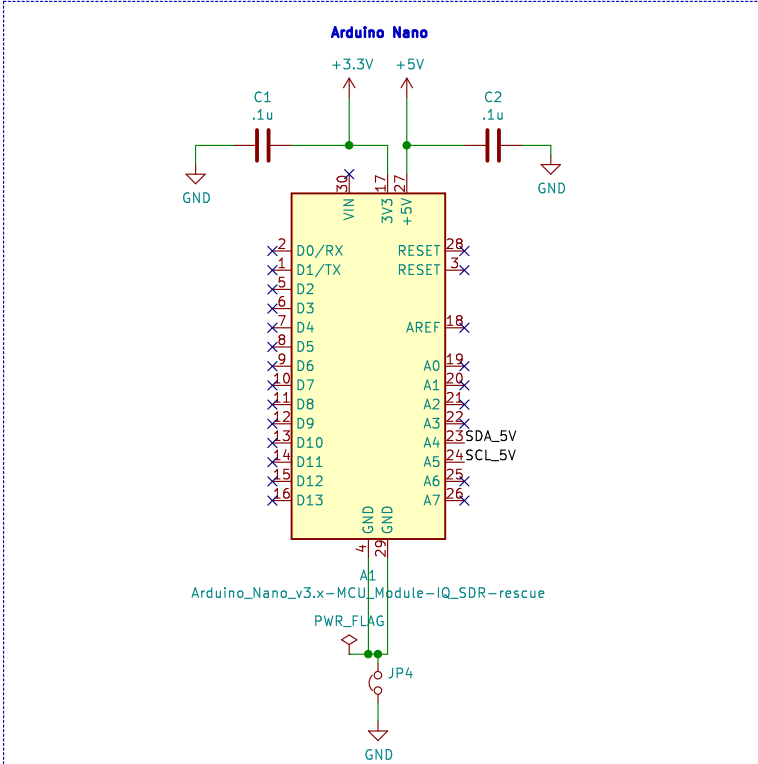 Arduino Nano
+3.3V +5V
C1 C2
.1u .1u
GND GND
30 17 27
VIN 3V3 +5V
2 D0/RX RESET 28
1 D1/TX RESET 3
5 D2
6 D3
7 D4 AREF 18
8 D5
9 D6 A0 19
10 D7 A1 20
11 D8 A2 21
12 D9 A3 22
13 D10 A4 23 SDA_5V
14 D11 A5 24 SCL_5V
15 D12 A6 25
16 D13 A7 26
GND GND
4 29
A1
Arduino_Nano_v3.x-MCU_Module-IQ_SDR-rescue
PWR_FLAG
JP4
GND